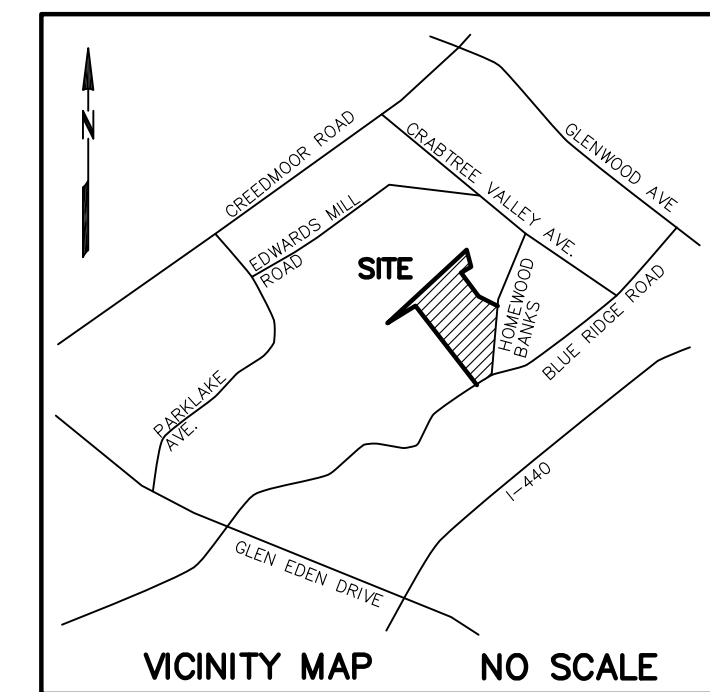 N
CREEDMOOR ROAD
GLENWOOD AVE
CRABTREE VALLEY AVE.
EDWARDS MILL
ROAD
SITE
HOMEWOOD
BANKS
BLUE RIDGE ROAD
PARKLAKE
AVE.
I-440
GLEN EDEN DRIVE
VICINITY MAP NO SCALE